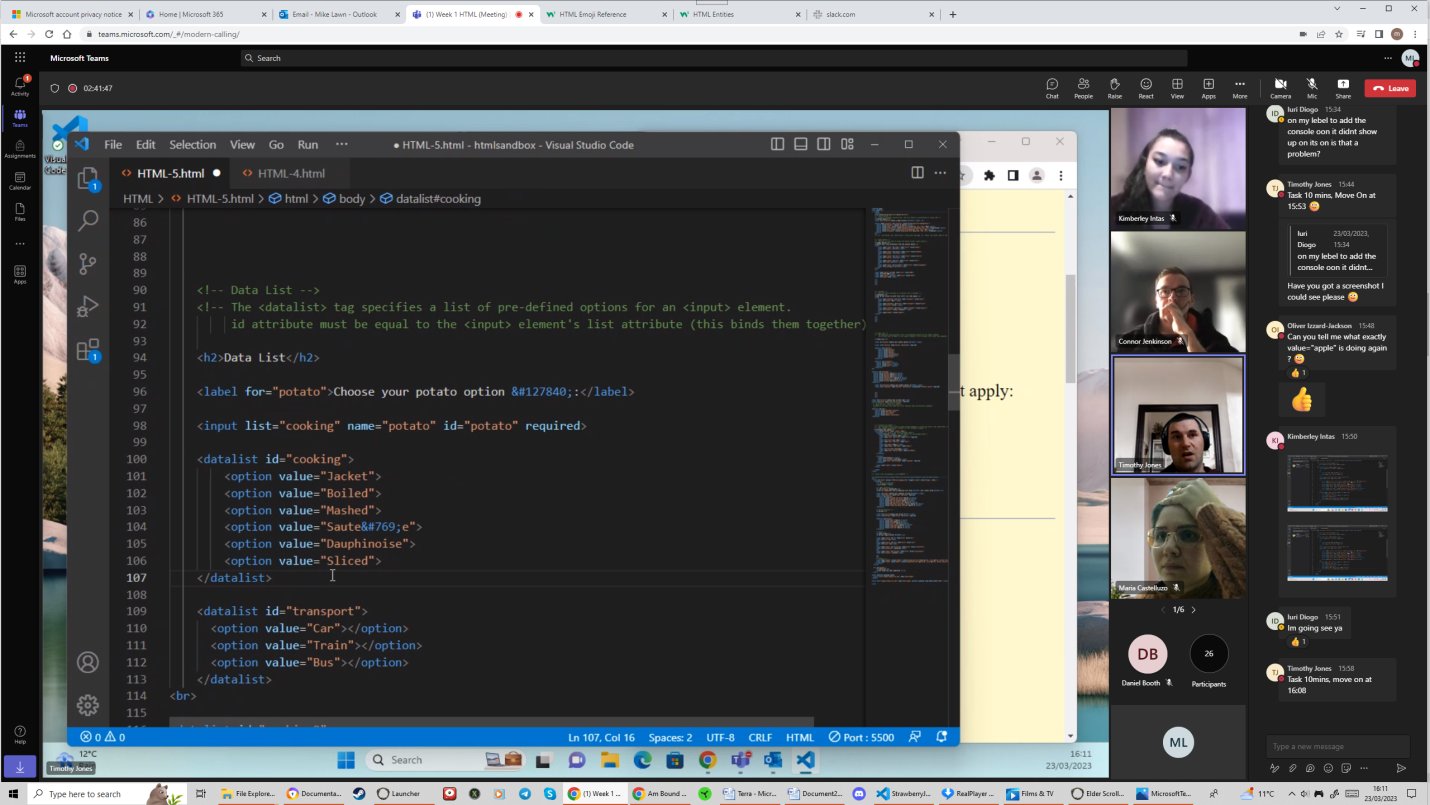 Microsoft account privacy notice
Home | Microsoft 365
Email - Mike Lawn - Outlook
(1) Week 1 HTML (Meeting)
HTML Emoji Reference
HTML Entities
slack.com
teams.microsoft.com/_#/modern-calling/
Microsoft Teams
Search
ML
02:41:47
Chat
People
Raise
React
View
Apps
More
Camera
Mic
Share
Leave
Activity
Teams
Assignments
Calendar
Files
Apps
Help
File
Edit
Selection
View
Go
Run
HTML-5.html - htmlsandbox - Visual Studio Code
HTML-5.html
HTML-4.html
HTML > HTML-5.html > html > body > datalist#cooking
86
87
88
89
90 <!-- Data List -->
91 <!-- The <datalist> tag specifies a list of pre-defined options for an <input> element.
92 id attribute must be equal to the <input> element's list attribute (this binds them together)
93
94 <h2>Data List</h2>
95
96 <label for="potato">Choose your potato option &#127840;:</label>
97
98 <input list="cooking" name="potato" id="potato" required>
99
100 <datalist id="cooking">
101 <option value="Jacket">
102 <option value="Boiled">
103 <option value="Mashed">
104 <option value="Saute&#769;e">
105 <option value="Dauphinoise">
106 <option value="Sliced">
107 </datalist>
108
109 <datalist id="transport">
110 <option value="Car"></option>
111 <option value="Train"></option>
112 <option value="Bus"></option>
113 </datalist>
114 <br>
115
0 0
Ln 107, Col 16
Spaces: 2
UTF-8
CRLF
HTML
Port : 5500
t apply:
12°C
Timothy Jones
Search
16:11
23/03/2023
Kimberley Intas
Connor Jenkinson
Timothy Jones
Maria Castelluzo
1/6
DB
Daniel Booth
26
Participants
ML
ID
Iuri Diogo 15:34
on my lebel to add the
console oon it didnt show
up on its on is that a
problem?
TJ
Timothy Jones 15:44
Task 10 mins, Move On at
15:53
Iuri Diogo 23/03/2023, 15:34
on my lebel to add the
console oon it didnt...
Have you got a screenshot I
could see please
OI
Oliver Izzard-Jackson 15:48
Can you tell me what exactly
value="apple" is doing again
?
1
KI
Kimberley Intas 15:50
ID
Iuri Diogo 15:51
Im going see ya
1
TJ
Timothy Jones 15:58
Task 10mins, move on at
16:08
Type a new message
Type here to search
File Explore...
Documenta...
Launcher
(1) Week 1 ...
Am Bound ...
Terra - Micr...
Document2...
Strawberry!...
RealPlayer ...
Films & TV
Elder Scroll...
MicrosoftTe...
11°C
16:11
23/03/2023